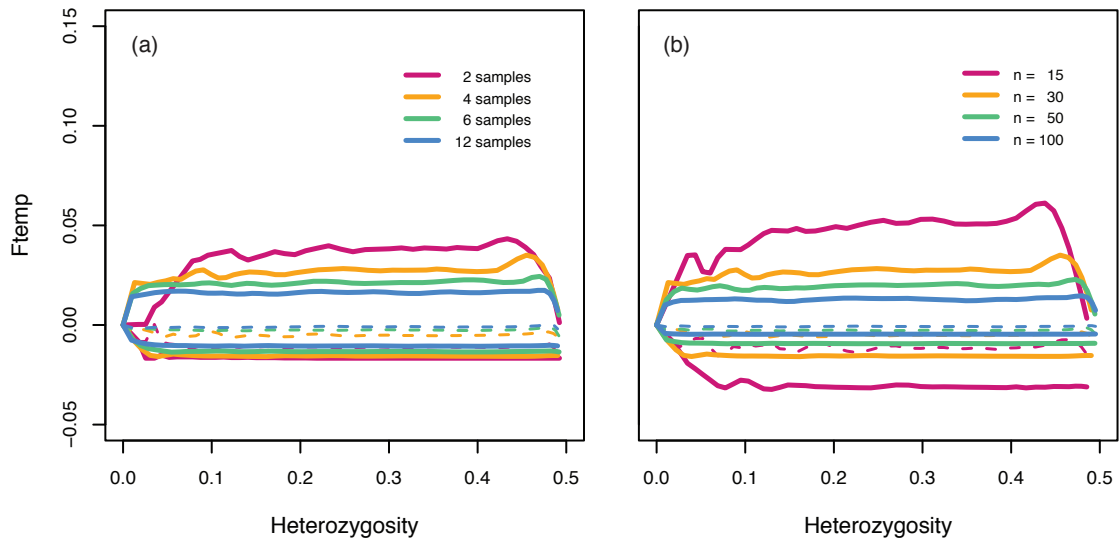 (a)
2 samples
4 samples
6 samples
12 samples
Ftemp
0.15
0.10
0.05
0.00
−0.05
0.0 0.1 0.2 0.3 0.4 0.5
Heterozygosity
(b)
n = 15
n = 30
n = 50
n = 100
0.0 0.1 0.2 0.3 0.4 0.5
Heterozygosity